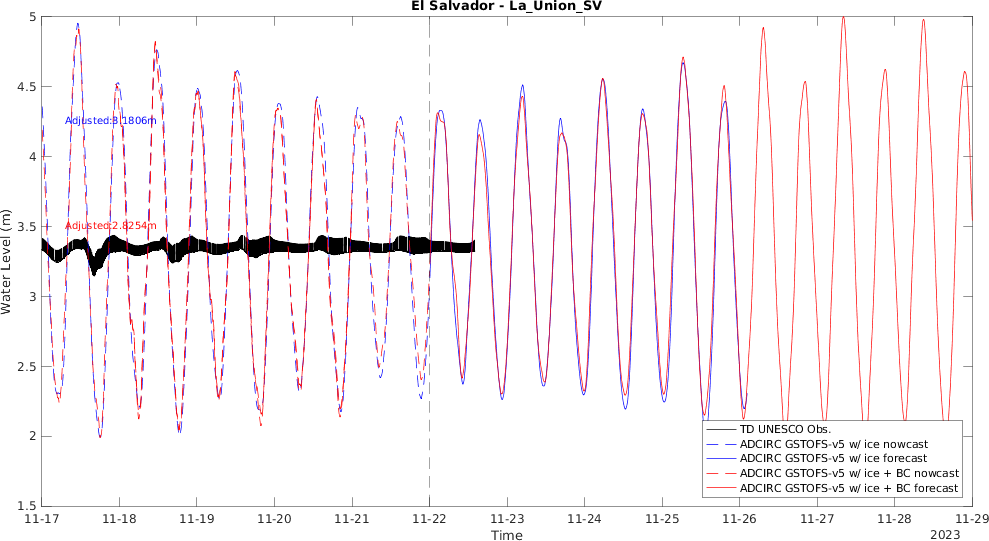 El Salvador - La_Union_SV
5
4.5
4
3.5
3
2.5
2
1.5
Water Level (m)
Adjusted:3.1806m
Adjusted:2.8254m
TD UNESCO Obs.
ADCIRC GSTOFS-v5 w/ ice nowcast
ADCIRC GSTOFS-v5 w/ ice forecast
ADCIRC GSTOFS-v5 w/ ice + BC nowcast
ADCIRC GSTOFS-v5 w/ ice + BC forecast
11-17 11-18 11-19 11-20 11-21 11-22 11-23 11-24 11-25 11-26 11-27 11-28 11-29
Time
2023